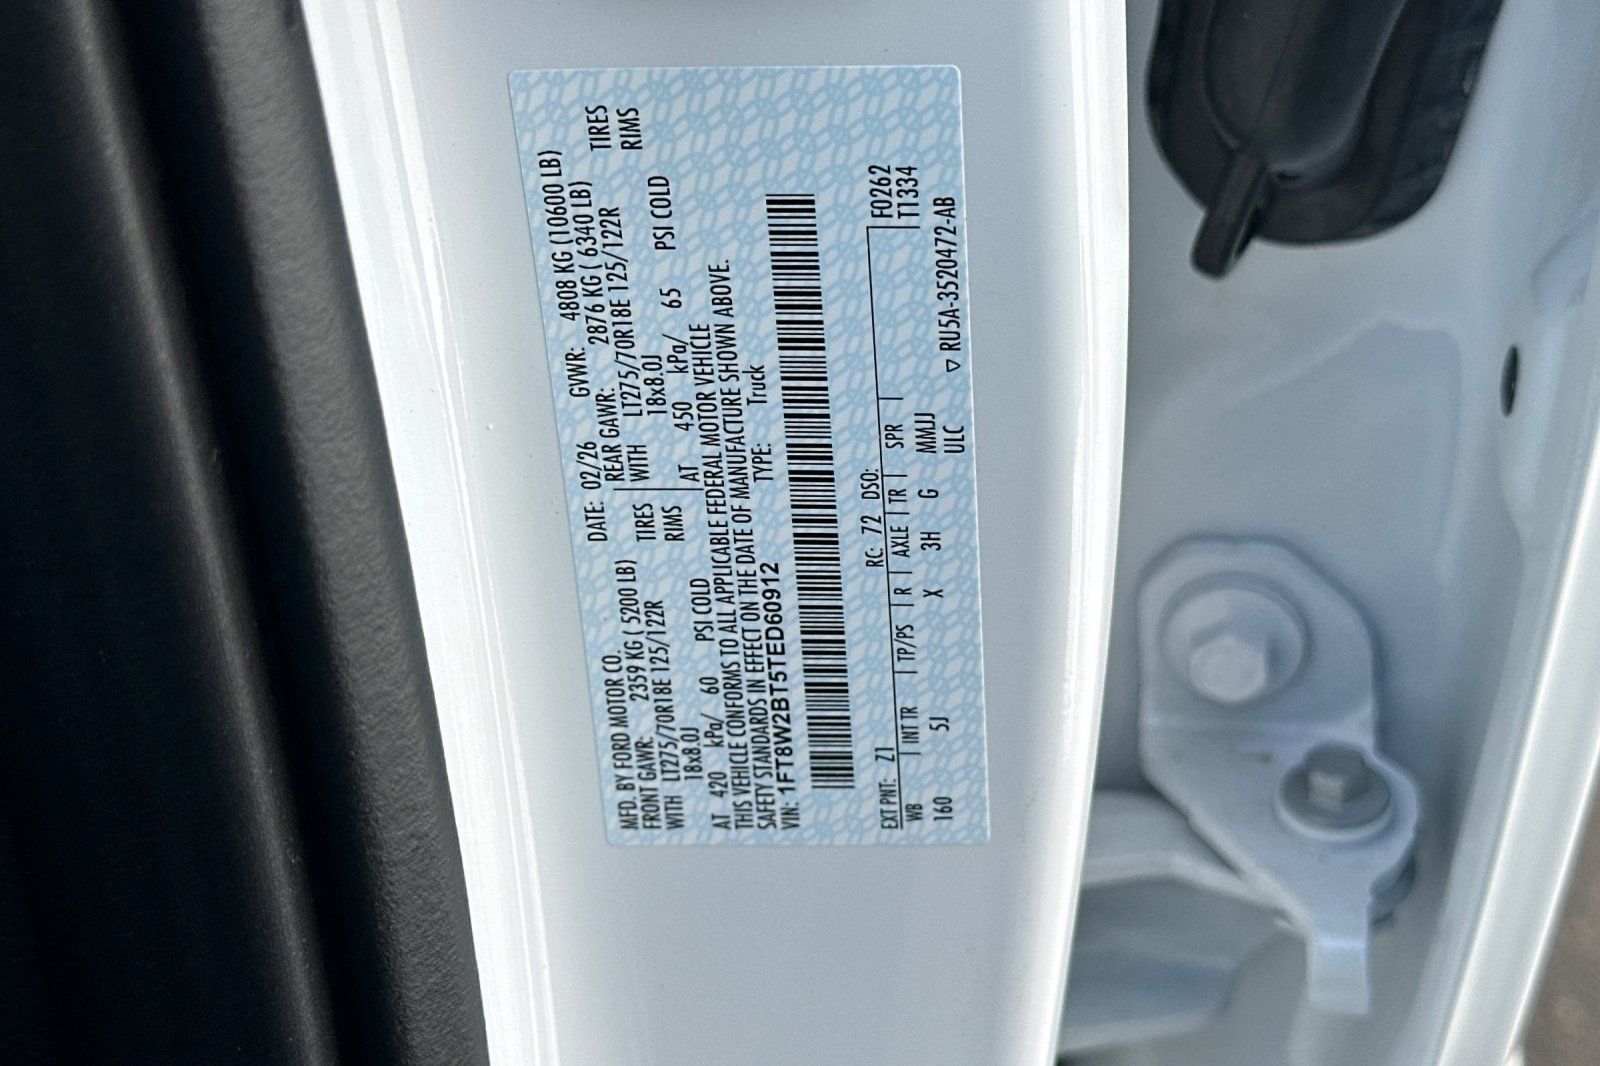 MFD. BY FORD MOTOR CO. DATE: 02/26 GVWR: 4808 KG (10600 LB)
FRONT GAWR: 2359 KG ( 5200 LB) REAR GAWR: 2876 KG ( 6340 LB)
WITH LT275/70R18E 125/122R TIRES WITH LT275/70R18E 125/122R TIRES
18x8.0J RIMS 18x8.0J RIMS
AT 420 kPa/ 60 PSI COLD AT 450 kPa/ 65 PSI COLD
THIS VEHICLE CONFORMS TO ALL APPLICABLE FEDERAL MOTOR VEHICLE
SAFETY STANDARDS IN EFFECT ON THE DATE OF MANUFACTURE SHOWN ABOVE.
VIN: 1FT8W2BT5TED60912 TYPE: Truck
F0262
T1334
EXT PNT: Z1 RC: 72 DSO:
WB INT TR TP/PS R AXLE TR SPR
160 5J X 3H G MMJJ
ULC
▽ RU5A-3520472-AB